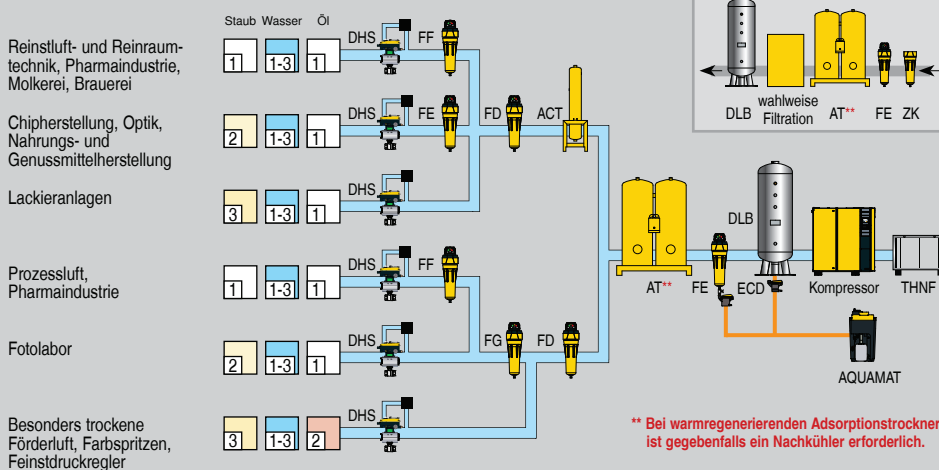 Staub Wasser Öl
Reinstluft- und Reinraum-
technik, Pharmaindustrie,
Molkerei, Brauerei
1 1-3 1
DHS FF
Chipherstellung, Optik,
Nahrungs- und
Genussmittelherstellung
2 1-3 1
DHS FE FD ACT
Lackieranlagen
3 1-3 1
DHS
Prozessluft,
Pharmaindustrie
1 1-3 1
DHS FF
Fotolabor
2 1-3 1
DHS FG FD
Besonders trockene
Förderluft, Farbspritzen,
Feinstdruckregler
3 1-3 2
DHS
DLB wahlweise
Filtration AT** FE ZK
DLB
AT** FE ECD Kompressor THNF
AQUAMAT
** Bei warmregenerierenden Adsorptionstrockner
ist gegebenfalls ein Nachkühler erforderlich.